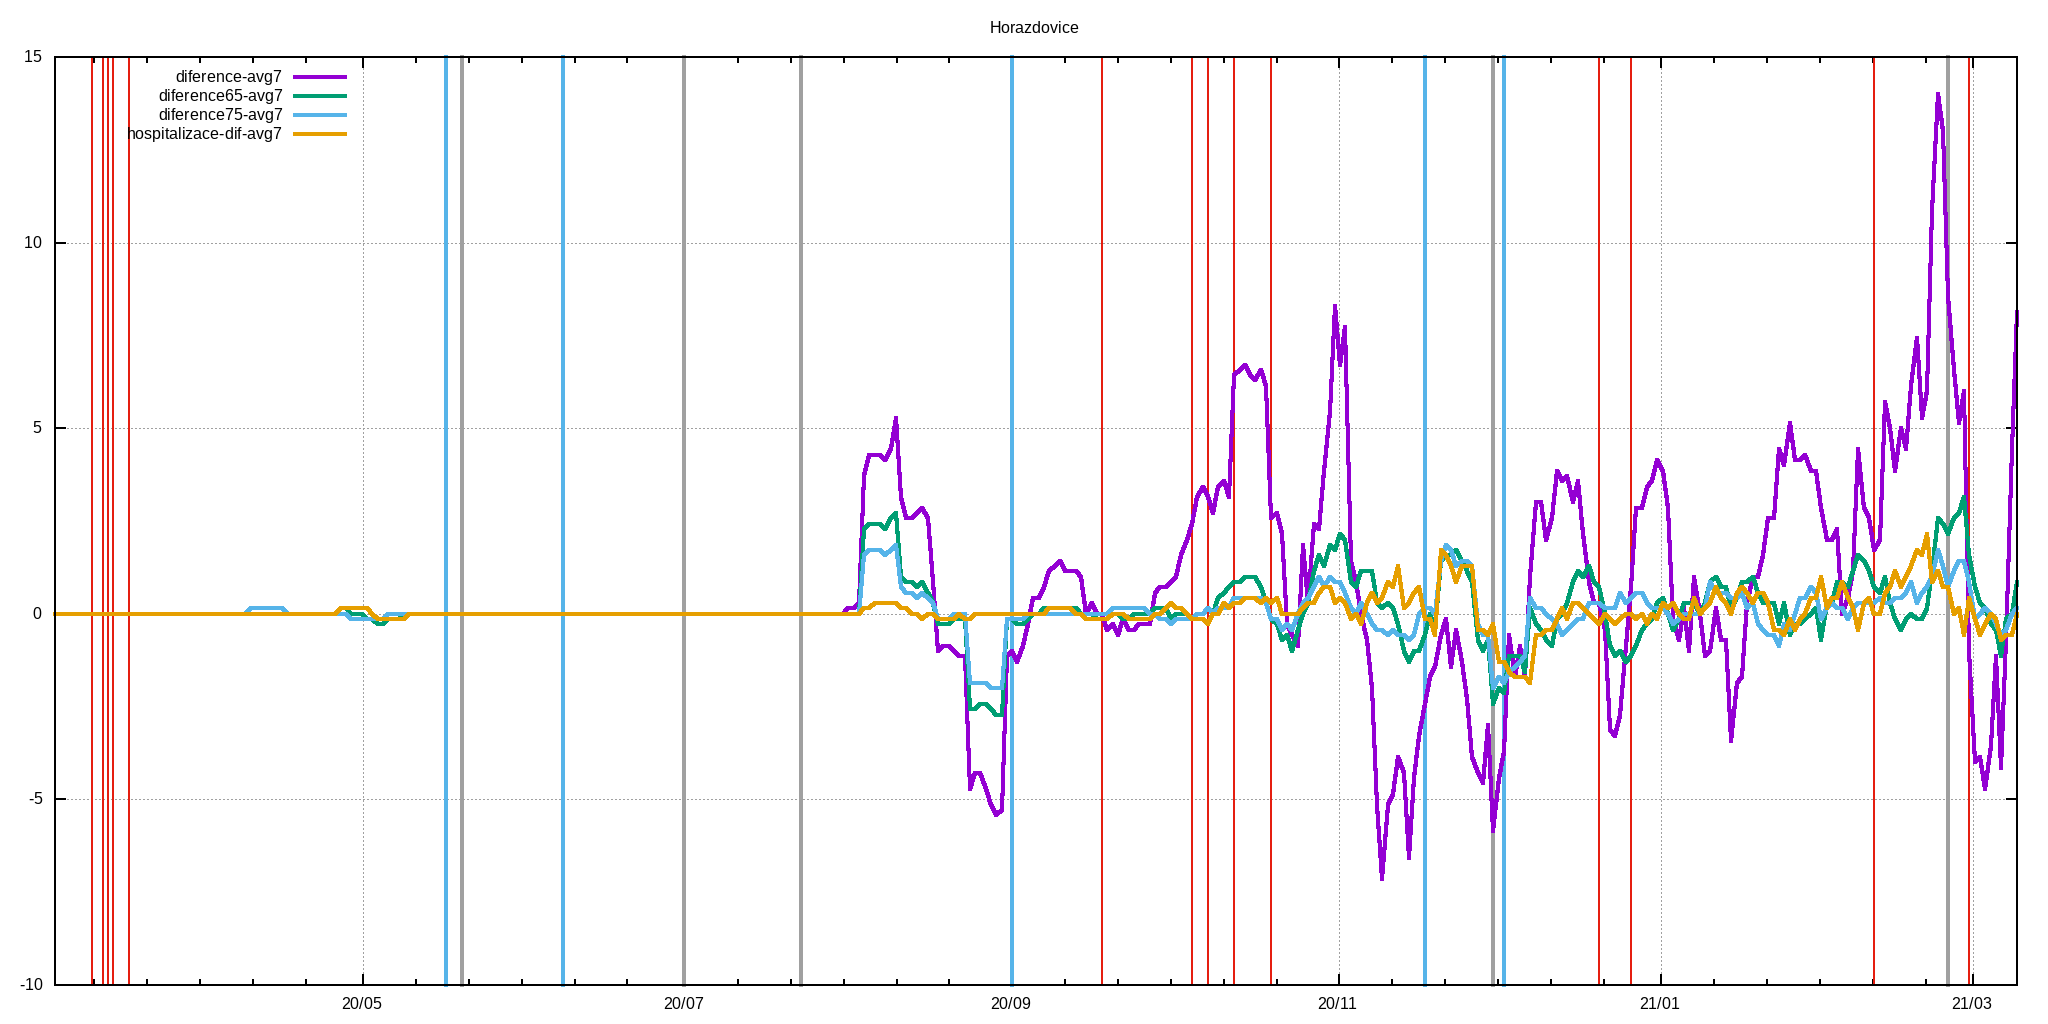 Horazdovice
15
diference-avg7
diference65-avg7
diference75-avg7
hospitalizace-dif-avg7
10
5
0
-5
-10
20/05 20/07 20/09 20/11 21/01 21/03